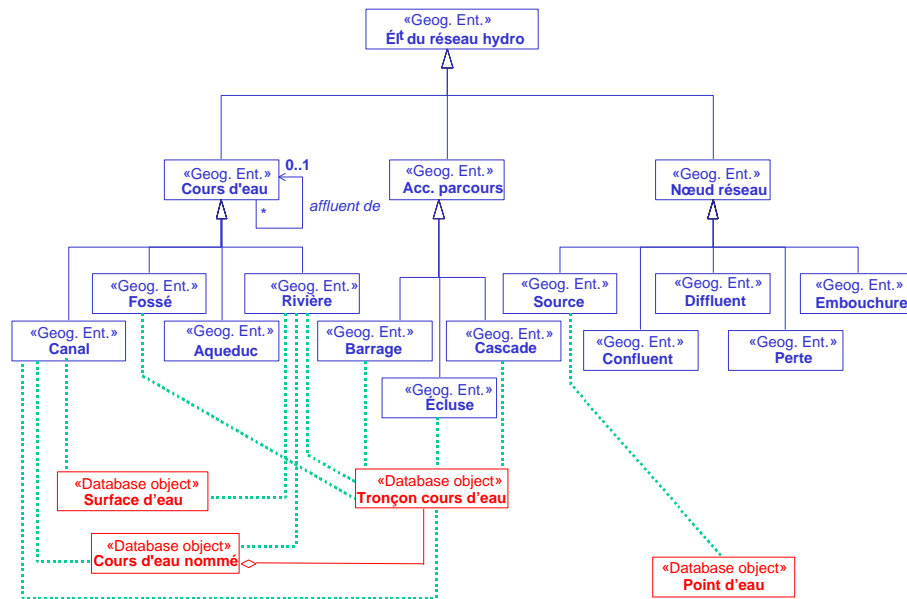 «Geog. Ent.»
Élt du réseau hydro
«Geog. Ent.»
Cours d'eau
0..1
*
affluent de
«Geog. Ent.»
Acc. parcours
«Geog. Ent.»
Nœud réseau
«Geog. Ent.»
Fossé
«Geog. Ent.»
Rivière
«Geog. Ent.»
Source
«Geog. Ent.»
Diffluent
«Geog. Ent.»
Embouchure
«Geog. Ent.»
Canal
«Geog. Ent.»
Aqueduc
«Geog. Ent.»
Barrage
«Geog. Ent.»
Cascade
«Geog. Ent.»
Confluent
«Geog. Ent.»
Perte
«Geog. Ent.»
Écluse
«Database object»
Surface d’eau
«Database object»
Tronçon cours d’eau
«Database object»
Cours d'eau nommé
«Database object»
Point d’eau